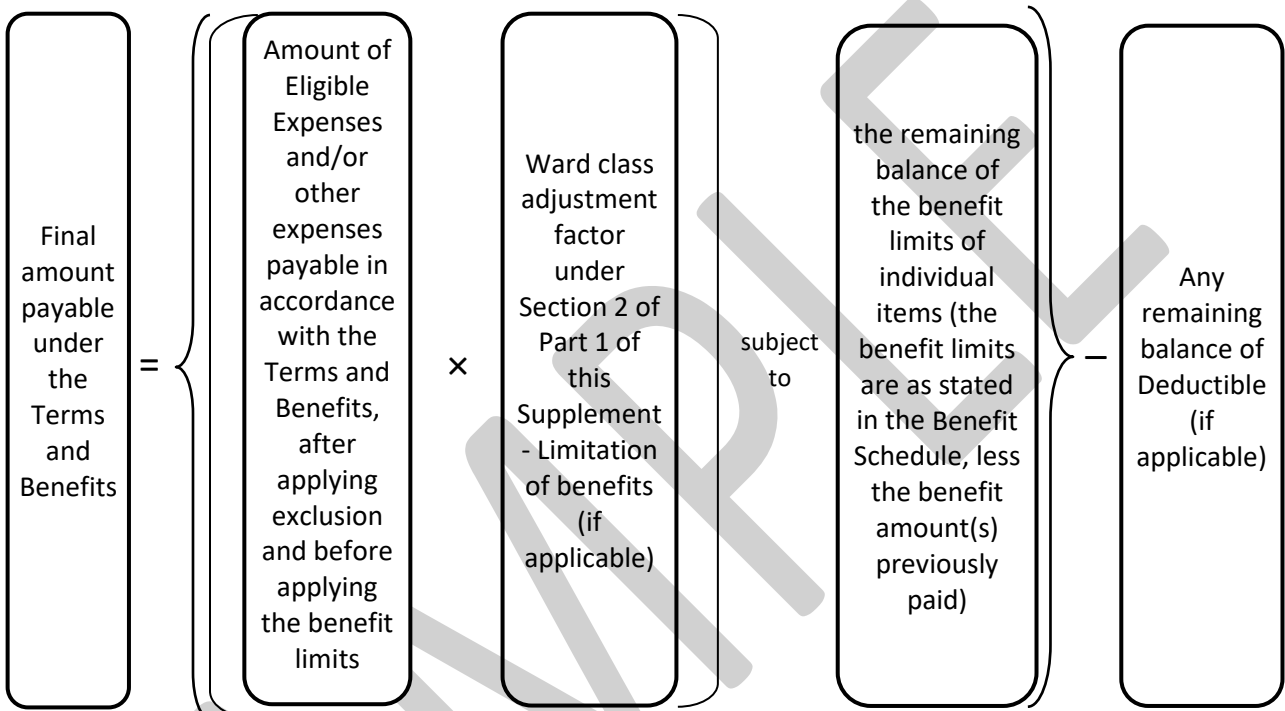 Final
amount
payable
under
the
Terms
and
Benefits
=
Amount of
Eligible
Expenses
and/or
other
expenses
payable in
accordance
with the
Terms and
Benefits,
after
applying
exclusion
and before
applying
the benefit
limits
×
Ward class
adjustment
factor
under
Section 2 of
Part 1 of
this
Supplement
- Limitation
of benefits
(if
applicable)
subject
to
the remaining
balance of
the benefit
limits of
individual
items (the
benefit limits
are as stated
in the Benefit
Schedule, less
the benefit
amount(s)
previously
paid)
–
Any
remaining
balance of
Deductible
(if
applicable)